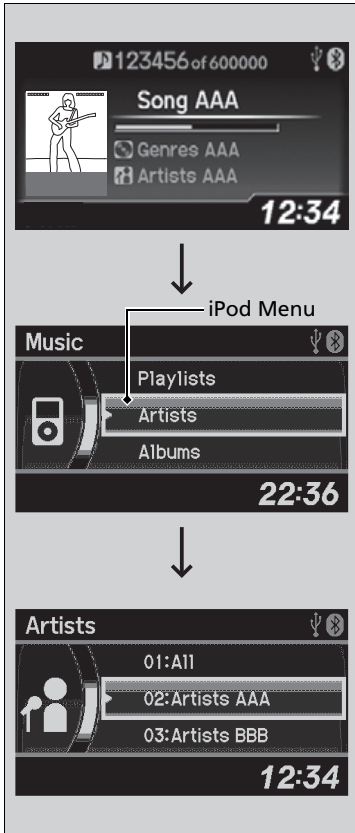 123456 of 600000
Song AAA
Genres AAA
Artists AAA
12:34
iPod Menu
Music
Playlists
Artists
Albums
22:36
Artists
01:All
02:Artists AAA
03:Artists BBB
12:34